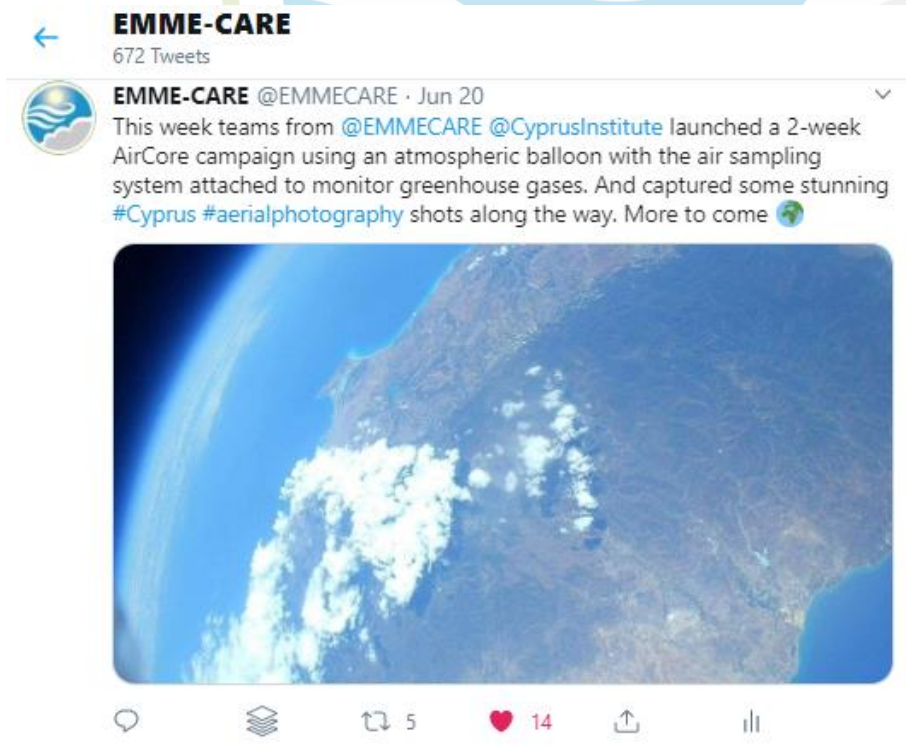 EMME-CARE
672 Tweets
EMME-CARE @EMMECARE · Jun 20
This week teams from @EMMECARE @CyprusInstitute launched a 2-week
AirCore campaign using an atmospheric balloon with the air sampling
system attached to monitor greenhouse gases. And captured some stunning
#Cyprus #aerialphotography shots along the way. More to come 🌍
5 14